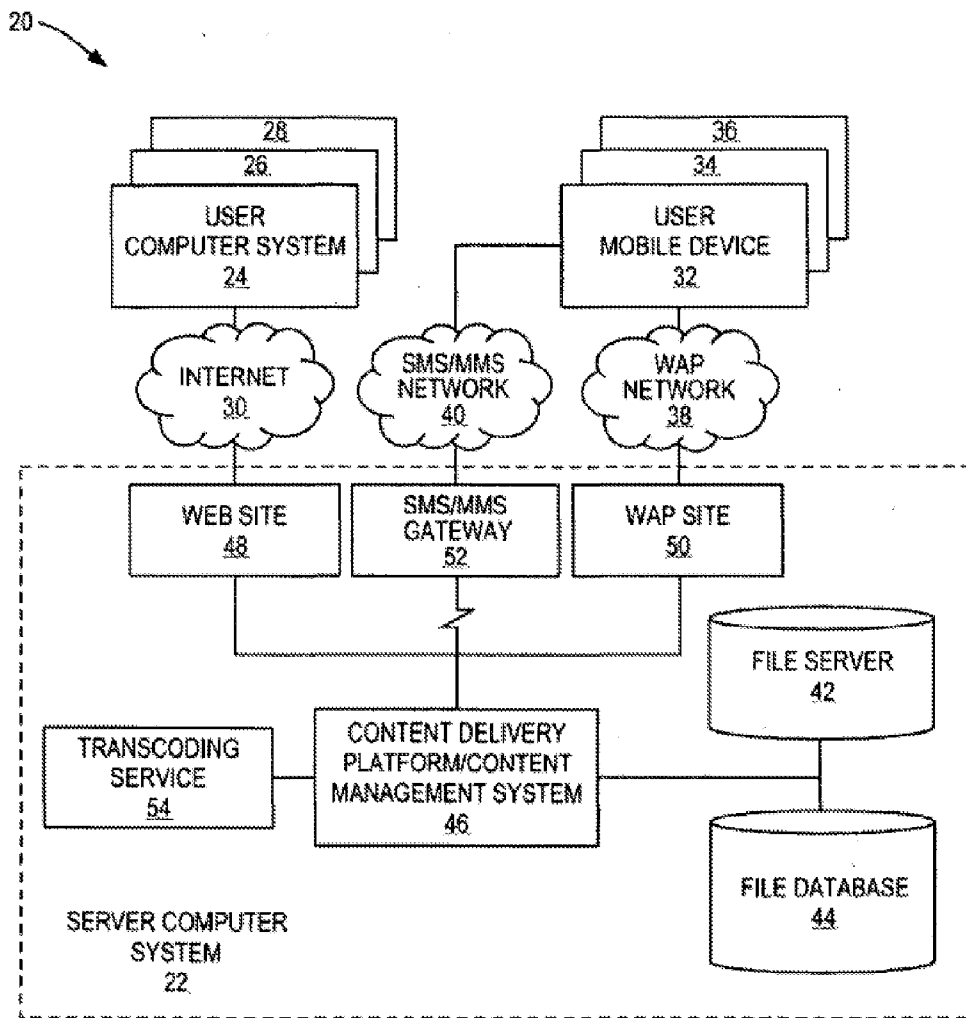 20
28
26
USER
COMPUTER SYSTEM
24
36
34
USER
MOBILE DEVICE
32
INTERNET
30
SMS/MMS
NETWORK
40
WAP
NETWORK
38
WEB SITE
48
SMS/MMS
GATEWAY
52
WAP SITE
50
FILE SERVER
42
TRANSCODING
SERVICE
54
CONTENT DELIVERY
PLATFORM/CONTENT
MANAGEMENT SYSTEM
46
FILE DATABASE
44
SERVER COMPUTER
SYSTEM
22